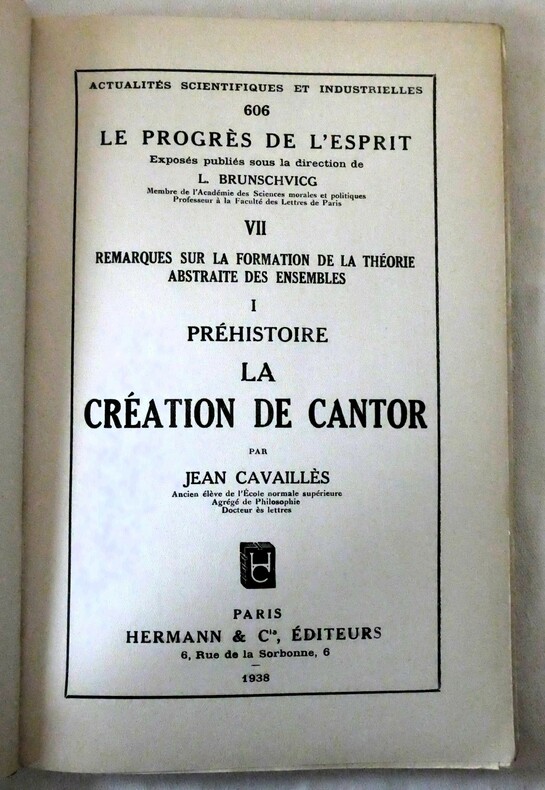 ACTUALITÉS SCIENTIFIQUES ET INDUSTRIELLES
606
LE PROGRÈS DE L'ESPRIT
Exposés publiés sous la direction de
L. BRUNSCHVICG
Membre de l'Académie des Sciences morales et politiques
Professeur à la Faculté des Lettres de Paris
VII
REMARQUES SUR LA FORMATION DE LA THÉORIE
ABSTRAITE DES ENSEMBLES
I
PRÉHISTOIRE
LA
CRÉATION DE CANTOR
PAR
JEAN CAVAILLÈS
Ancien élève de l'École normale supérieure
Agrégé de Philosophie
Docteur ès lettres
HC
PARIS
HERMANN & Cie, ÉDITEURS
6, Rue de la Sorbonne, 6
1938